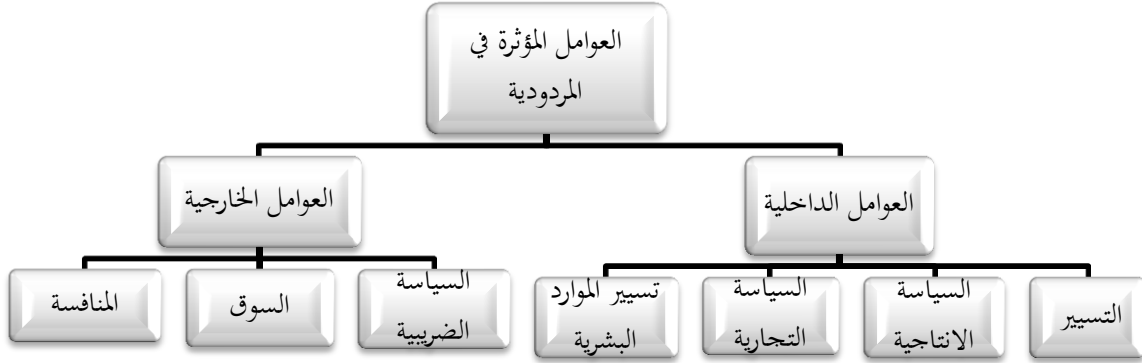 العوامل المؤثرة في
المردودية
العوامل الداخلية
العوامل الخارجية
التسيير
السياسة
الانتاجية
السياسة
التجارية
تسيير الموارد
البشرية
السياسة
الضريبية
السوق
المنافسة